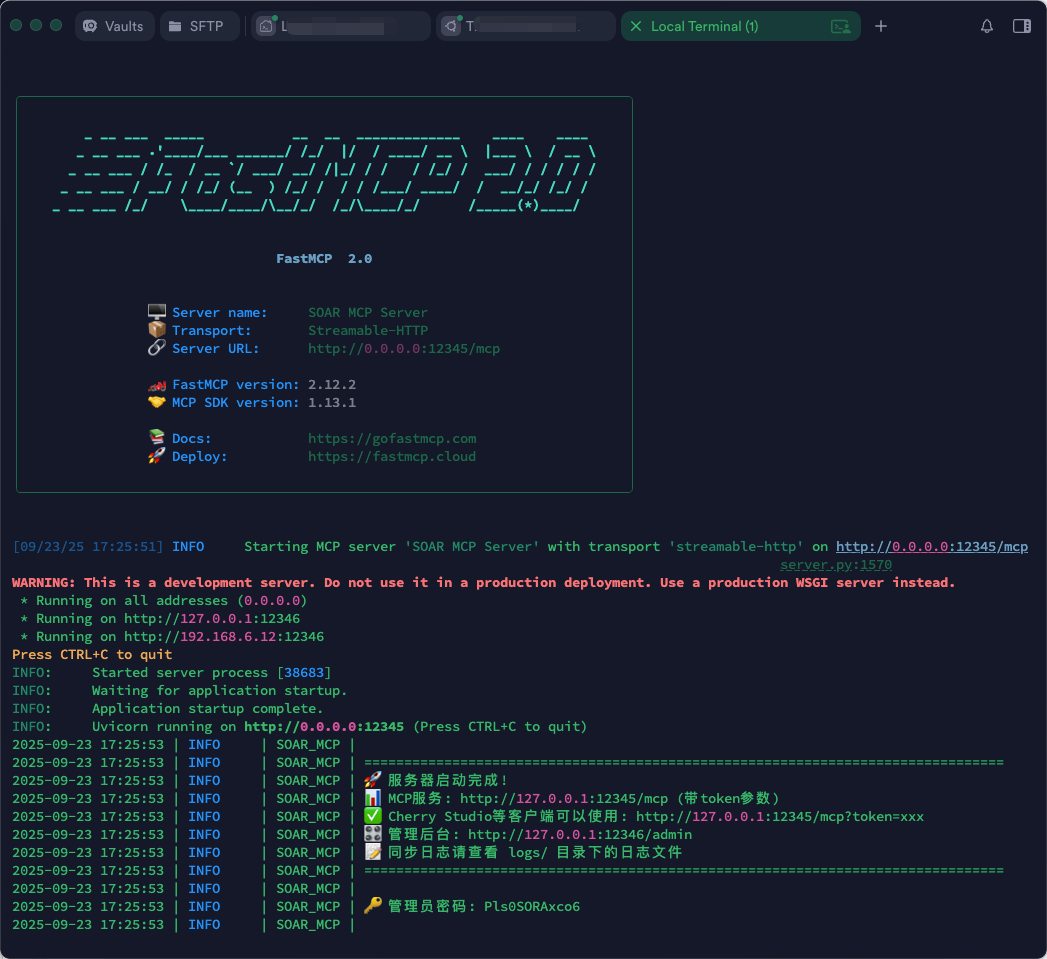 Vaults
SFTP
L
T.
Local Terminal (1)
FastMCP 2.0
FastMCP 2.0
Server name: SOAR MCP Server
Transport: Streamable-HTTP
Server URL: http://0.0.0.0:12345/mcp
FastMCP version: 2.12.2
MCP SDK version: 1.13.1
Docs: https://gofastmcp.com
Deploy: https://fastmcp.cloud
[09/23/25 17:25:51] INFO Starting MCP server 'SOAR MCP Server' with transport 'streamable-http' on http://0.0.0.0:12345/mcp
server.py:1570
WARNING: This is a development server. Do not use it in a production deployment. Use a production WSGI server instead.
* Running on all addresses (0.0.0.0)
* Running on http://127.0.0.1:12346
* Running on http://192.168.6.12:12346
Press CTRL+C to quit
INFO: Started server process [38683]
INFO: Waiting for application startup.
INFO: Application startup complete.
INFO: Uvicorn running on http://0.0.0.0:12345 (Press CTRL+C to quit)
2025-09-23 17:25:53 | INFO | SOAR_MCP |
2025-09-23 17:25:53 | INFO | SOAR_MCP | ================================================================================
2025-09-23 17:25:53 | INFO | SOAR_MCP | 🚀 服务器启动完成!
2025-09-23 17:25:53 | INFO | SOAR_MCP | 📊 MCP服务: http://127.0.0.1:12345/mcp (带token参数)
2025-09-23 17:25:53 | INFO | SOAR_MCP | ✅ Cherry Studio等客户端可以使用: http://127.0.0.1:12345/mcp?token=xxx
2025-09-23 17:25:53 | INFO | SOAR_MCP | 🎛️ 管理后台: http://127.0.0.1:12346/admin
2025-09-23 17:25:53 | INFO | SOAR_MCP | 📝 同步日志请查看 logs/ 目录下的日志文件
2025-09-23 17:25:53 | INFO | SOAR_MCP | ================================================================================
2025-09-23 17:25:53 | INFO | SOAR_MCP |
2025-09-23 17:25:53 | INFO | SOAR_MCP | 🔑 管理员密码: Pls0SORAxco6
2025-09-23 17:25:53 | INFO | SOAR_MCP |